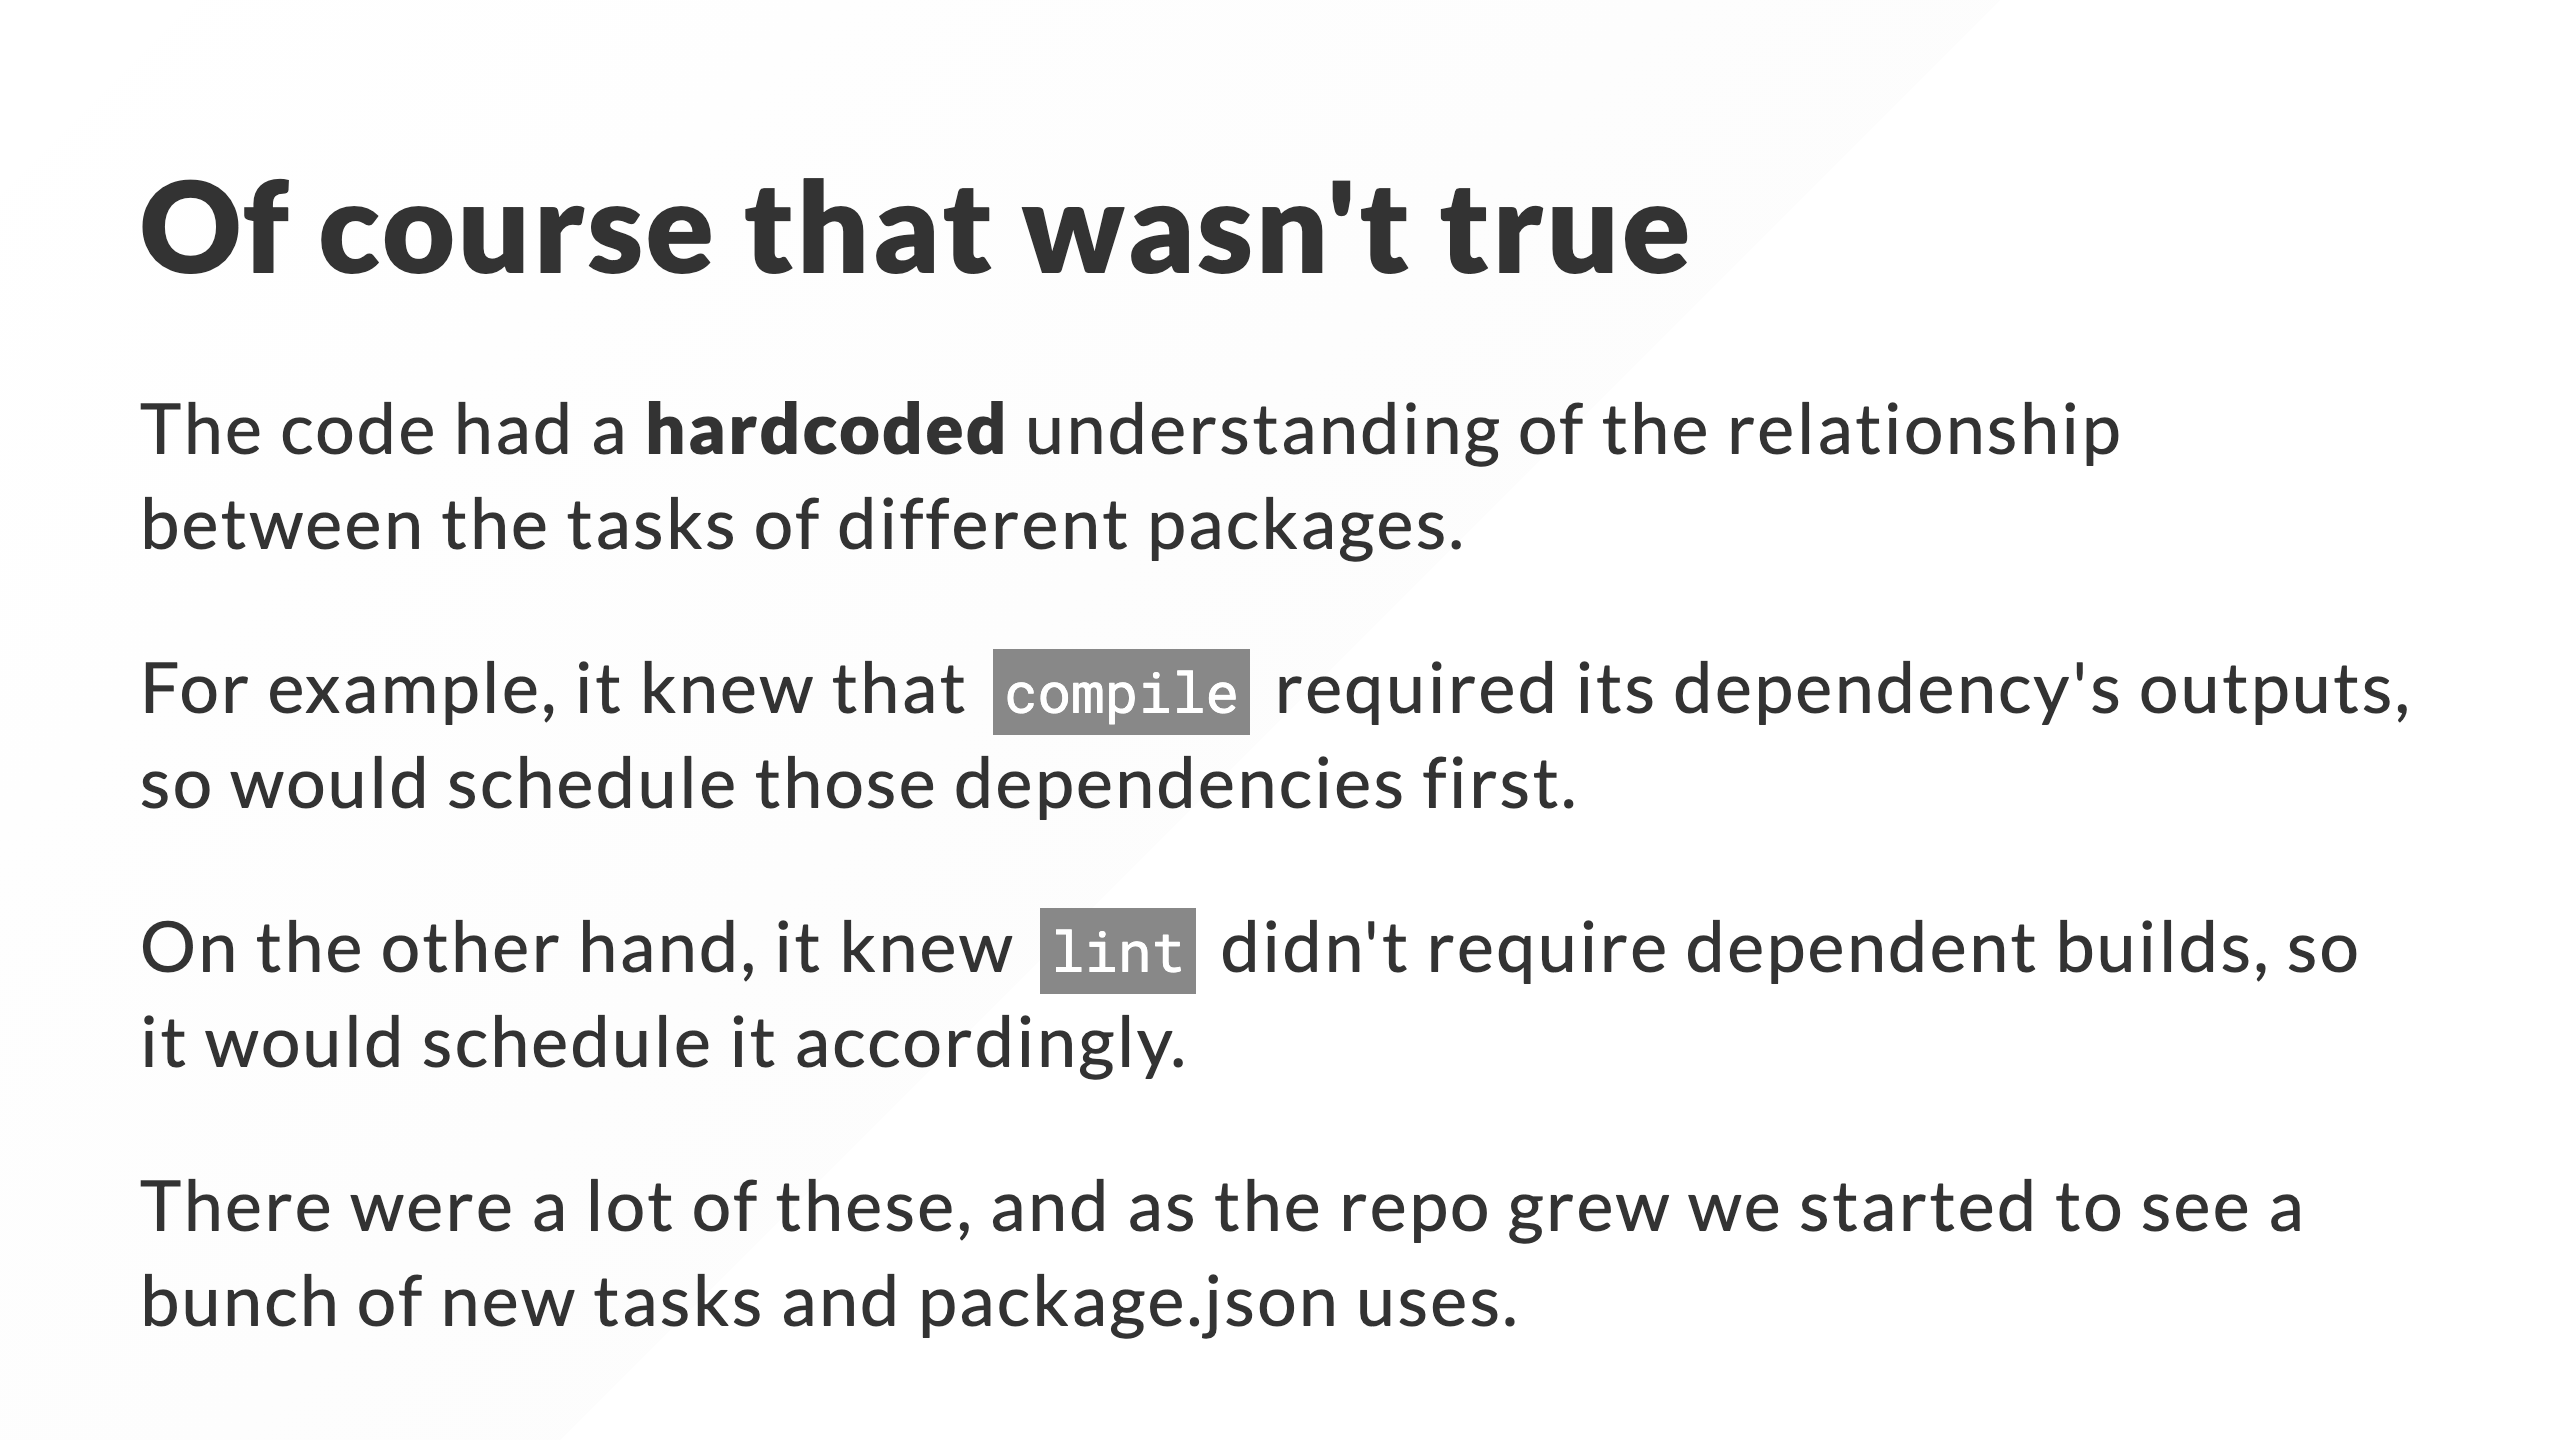 Of course that wasn't true
The code had a hardcoded understanding of the relationship
between the tasks of different packages.
For example, it knew that compile required its dependency's outputs,
so would schedule those dependencies first.
On the other hand, it knew lint didn't require dependent builds, so
it would schedule it accordingly.
There were a lot of these, and as the repo grew we started to see a
bunch of new tasks and package.json uses.